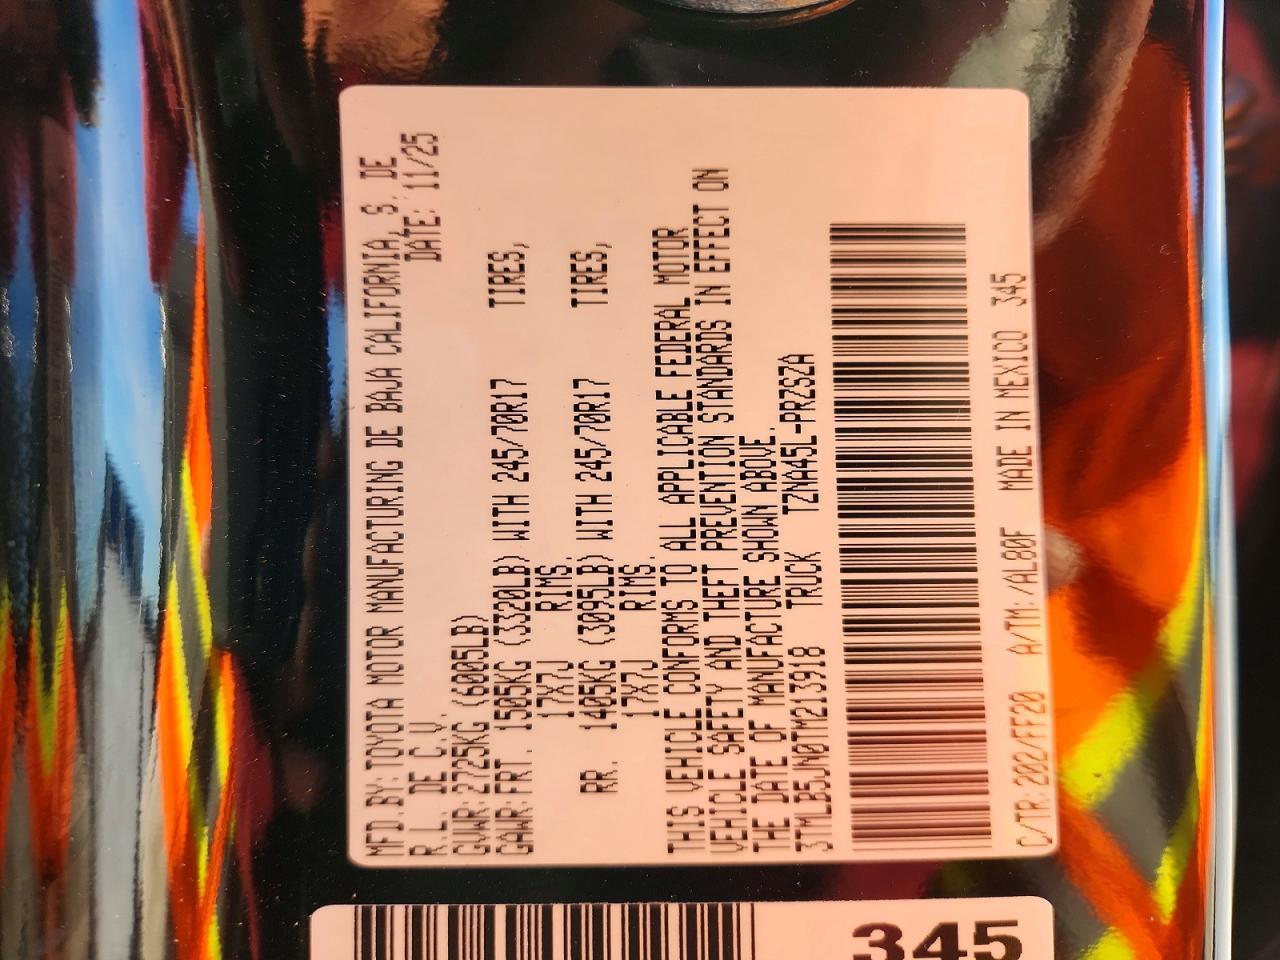 MFD.BY: TOYOTA MOTOR MANUFACTURING DE BAJA CALIFORNIA, S. DE
R.L. DE C.V. DATE: 11/25
GVWR:2725KG (6005LB)
GAWR:FRT. 1505KG (3320LB) WITH 245/70R17 TIRES,
17X7J RIMS,
RR. 1405KG (3095LB) WITH 245/70R17 TIRES,
17X7J RIMS.
THIS VEHICLE CONFORMS TO ALL APPLICABLE FEDERAL MOTOR
VEHICLE SAFETY AND THEFT PREVENTION STANDARDS IN EFFECT ON
THE DATE OF MANUFACTURE SHOWN ABOVE.
3TMLB5JN0TM213918 TRUCK TZNA45L-PRZSZA
C/TR: 202/FF20 A/TM: /AL80F MADE IN MEXICO 345
345